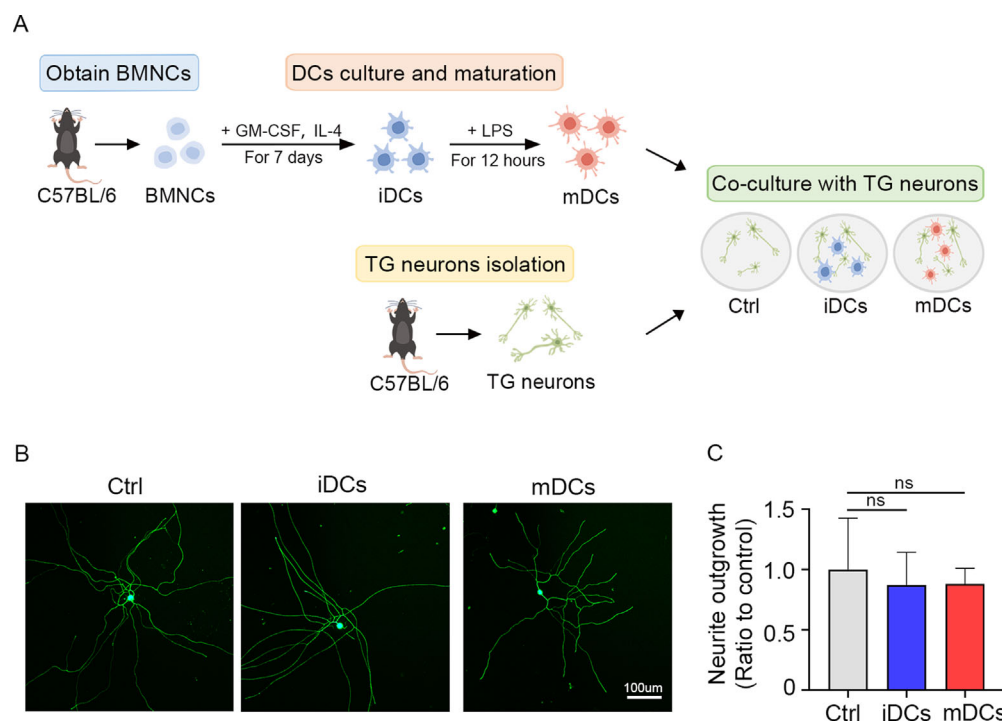 A
Obtain BMNCs
DCs culture and maturation
+ GM-CSF, IL-4
For 7 days
+ LPS
For 12 hours
C57BL/6
BMNCs
iDCs
mDCs
Co-culture with TG neurons
Ctrl
iDCs
mDCs
TG neurons isolation
C57BL/6
TG neurons
B
Ctrl
iDCs
mDCs
100um
C
ns
ns
Neurite outgrowth
(Ratio to control)
1.5
1.0
0.5
0
Ctrl
iDCs
mDCs